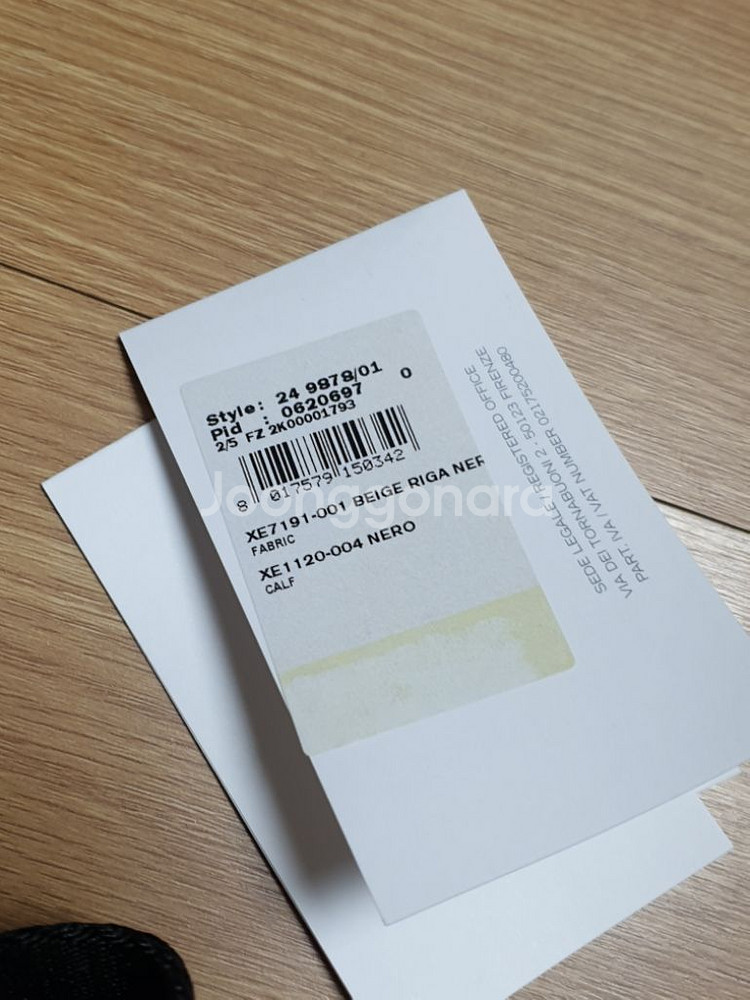 Style: 24 9878/01
Pid : 0620697 0
2/5 FZ 2K00001793
8 017579 150342
XE7191-001 BEIGE RIGA NER
FABRIC
XE1120-004 NERO
CALF
SEDE LEGALE / REGISTERED OFFICE
VIA DEI TORNABUONI 2 - 50123 FIRENZE
PART. IVA / VAT NUMBER 02175200480
Joonggonara